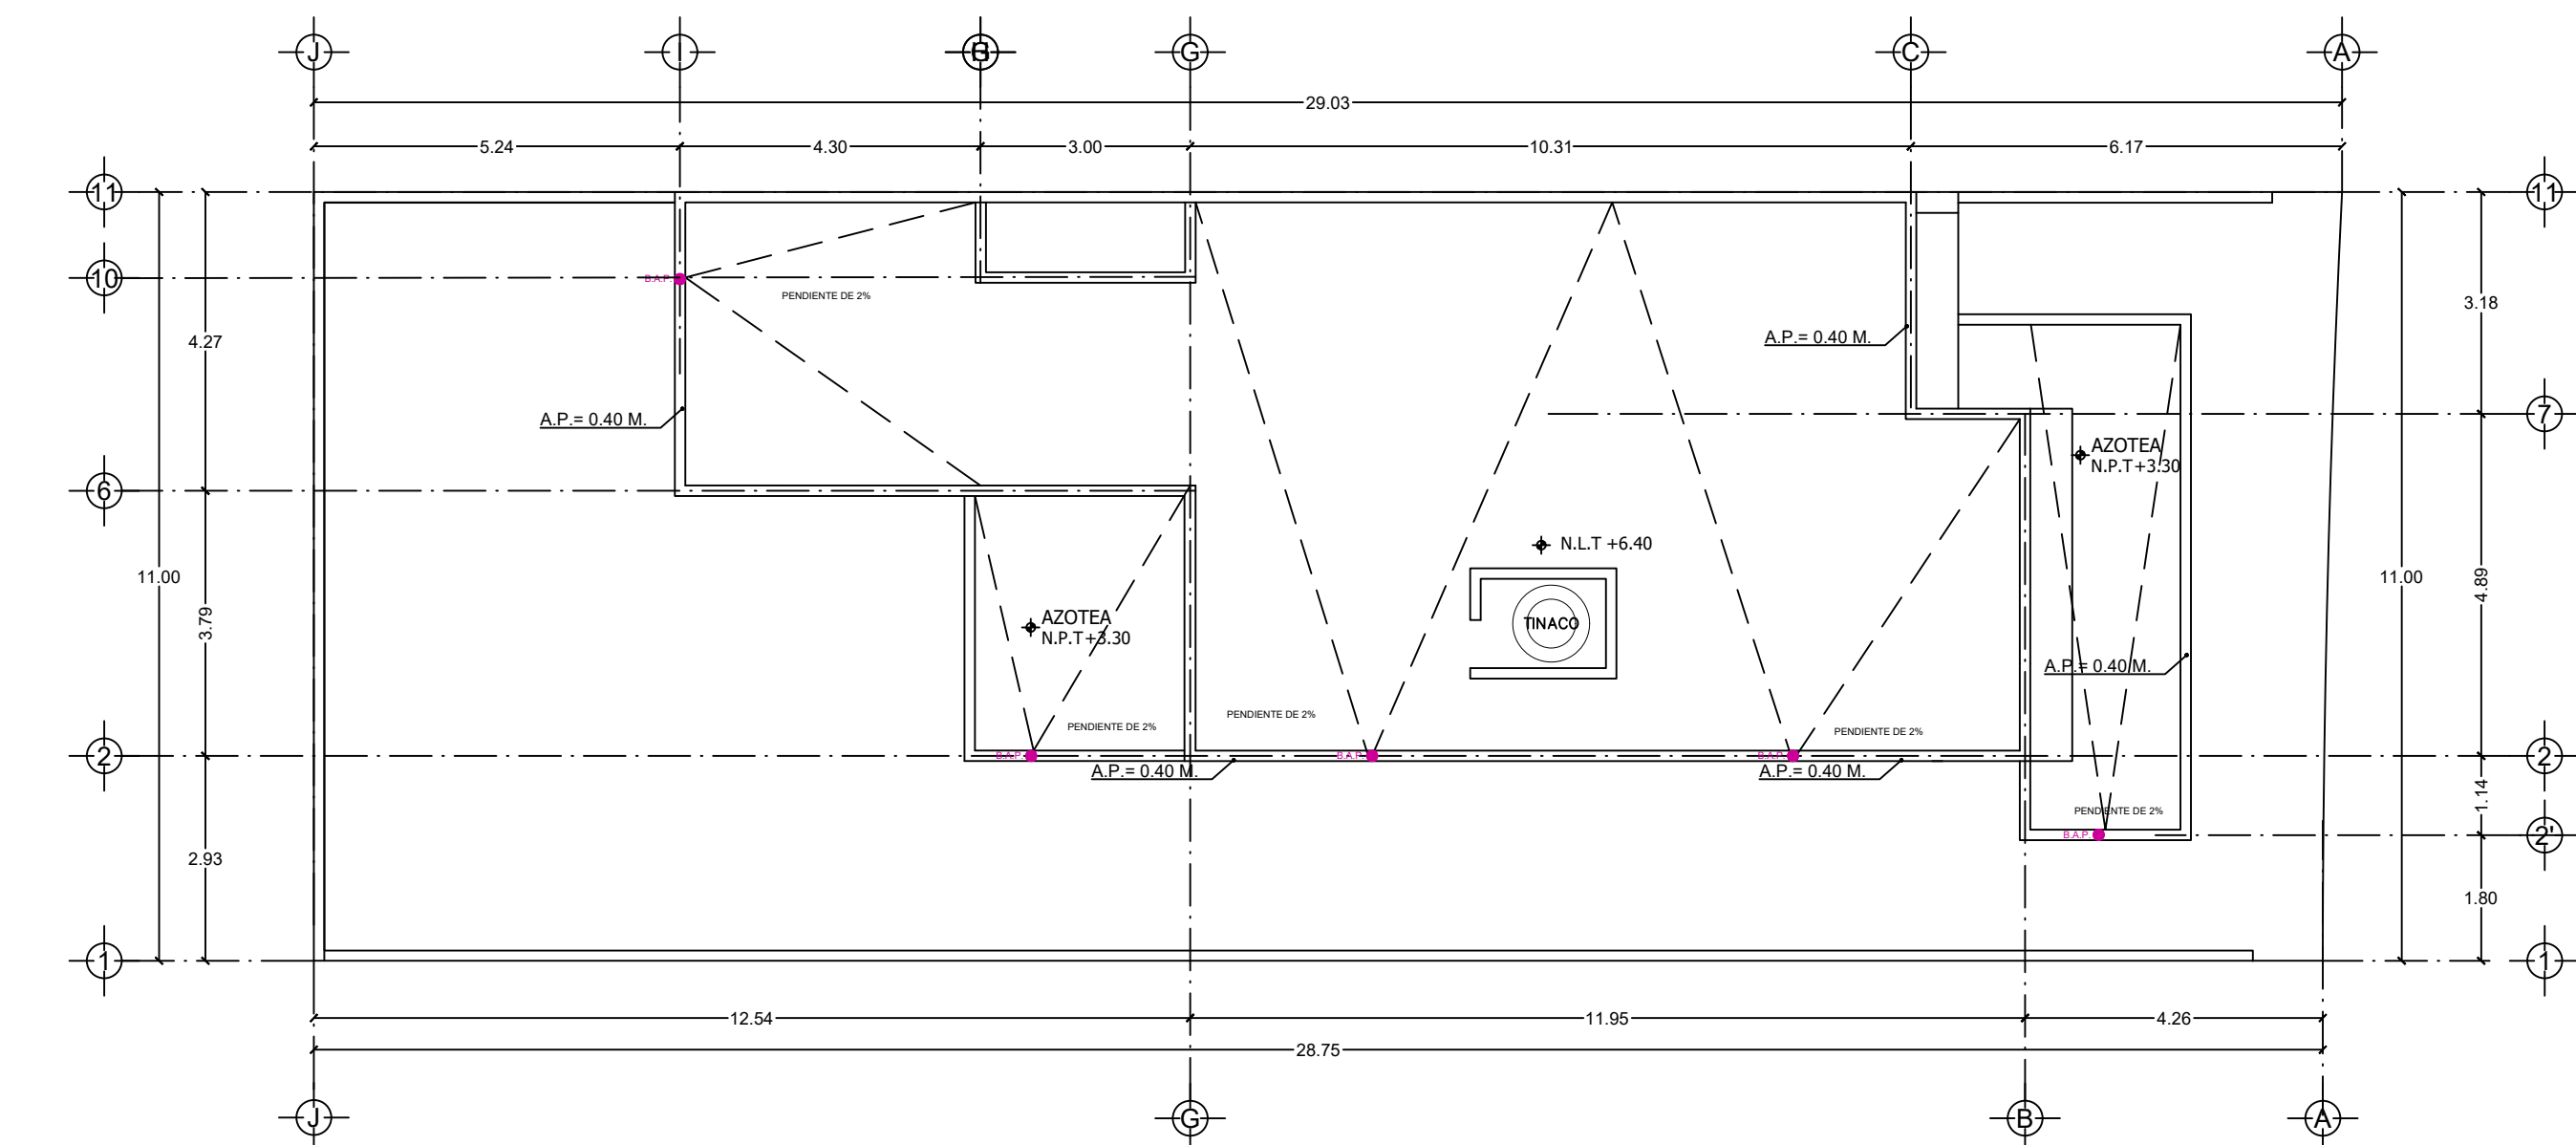 J
I
G
C
A
29.03
5.24
4.30
3.00
10.31
6.17
11
11
10
B.A.P.
PENDIENTE DE 2%
3.18
4.27
A.P.= 0.40 M.
A.P.= 0.40 M.
7
AZOTEA
N.P.T+3.30
6
N.L.T +6.40
11.00
11.00
4.89
3.79
AZOTEA
N.P.T+3.30
TINACO
A.P.= 0.40 M.
PENDIENTE DE 2%
PENDIENTE DE 2%
PENDIENTE DE 2%
2
B.A.P.
B.A.P.
B.A.P.
2
A.P.= 0.40 M.
A.P.= 0.40 M.
1.14
PENDIENTE DE 2%
B.A.P.
2'
2.93
1.80
1
1
12.54
11.95
4.26
28.75
J
G
B
A